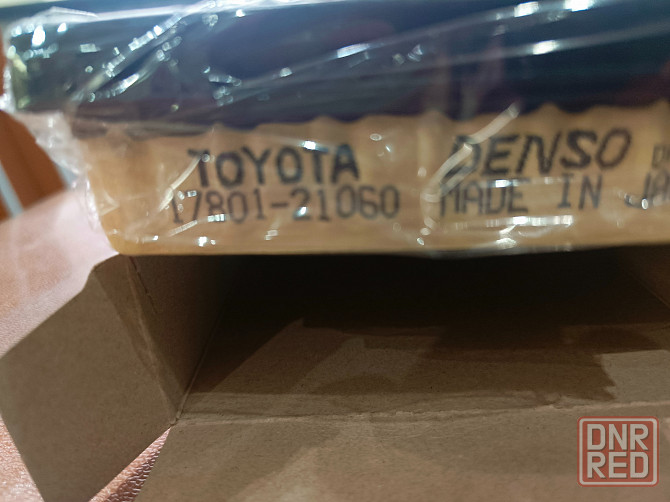 TOYOTA
17801-21060
DENSO
MADE IN
DNR
RED